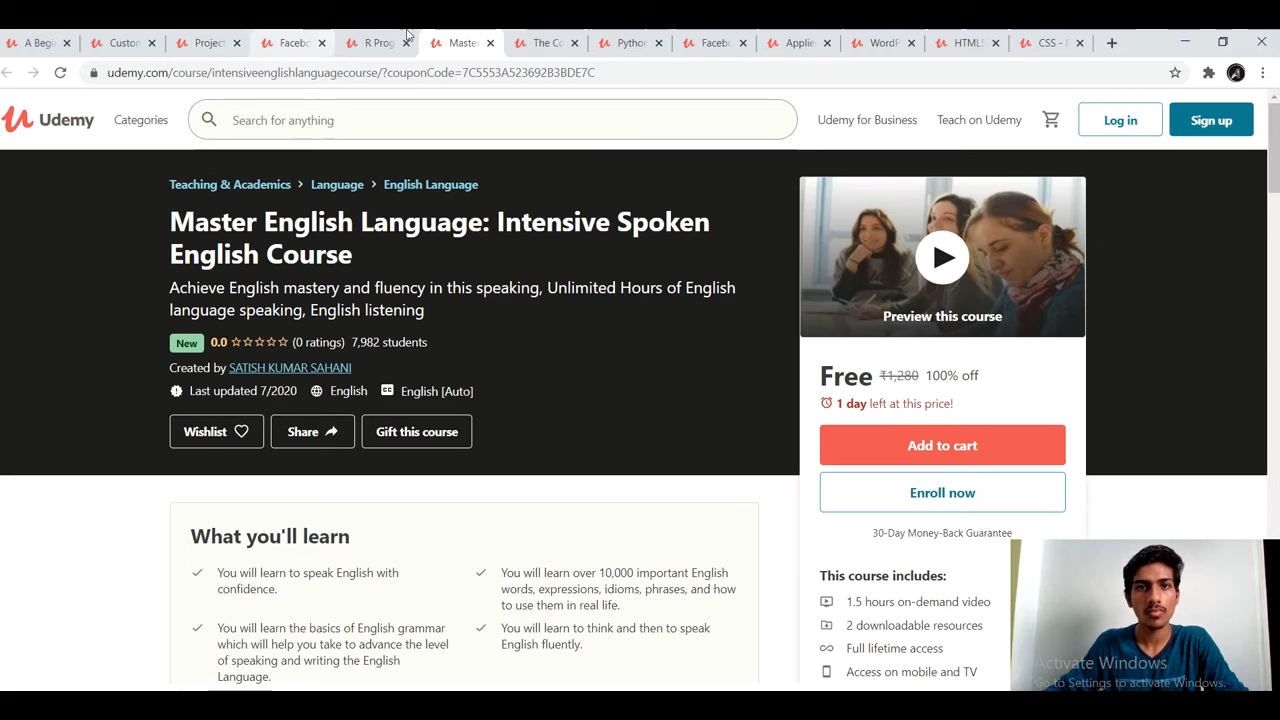 A Begi
Custon
Project
Facebo
R Prog
Master
The Co
Python
Facebo
Applie
WordP
HTML5
CSS - B
udemy.com/course/intensiveenglishlanguagecourse/?couponCode=7C5553A523692B3BDE7C
Udemy
Categories
Search for anything
Udemy for Business
Teach on Udemy
Log in
Sign up
Teaching & Academics > Language > English Language
Master English Language: Intensive Spoken
English Course
Achieve English mastery and fluency in this speaking, Unlimited Hours of English
language speaking, English listening
New 0.0 (0 ratings) 7,982 students
Created by SATISH KUMAR SAHANI
Last updated 7/2020 English English [Auto]
Wishlist Share Gift this course
Preview this course
Free ₹1,280 100% off
1 day left at this price!
Add to cart
Enroll now
30-Day Money-Back Guarantee
This course includes:
1.5 hours on-demand video
2 downloadable resources
Full lifetime access
Access on mobile and TV
What you'll learn
You will learn to speak English with
confidence.
You will learn the basics of English grammar
which will help you take to advance the level
of speaking and writing the English
Language.
You will learn over 10,000 important English
words, expressions, idioms, phrases, and how
to use them in real life.
You will learn to think and then to speak
English fluently.
Activate Windows
Go to Settings to activate Windows.